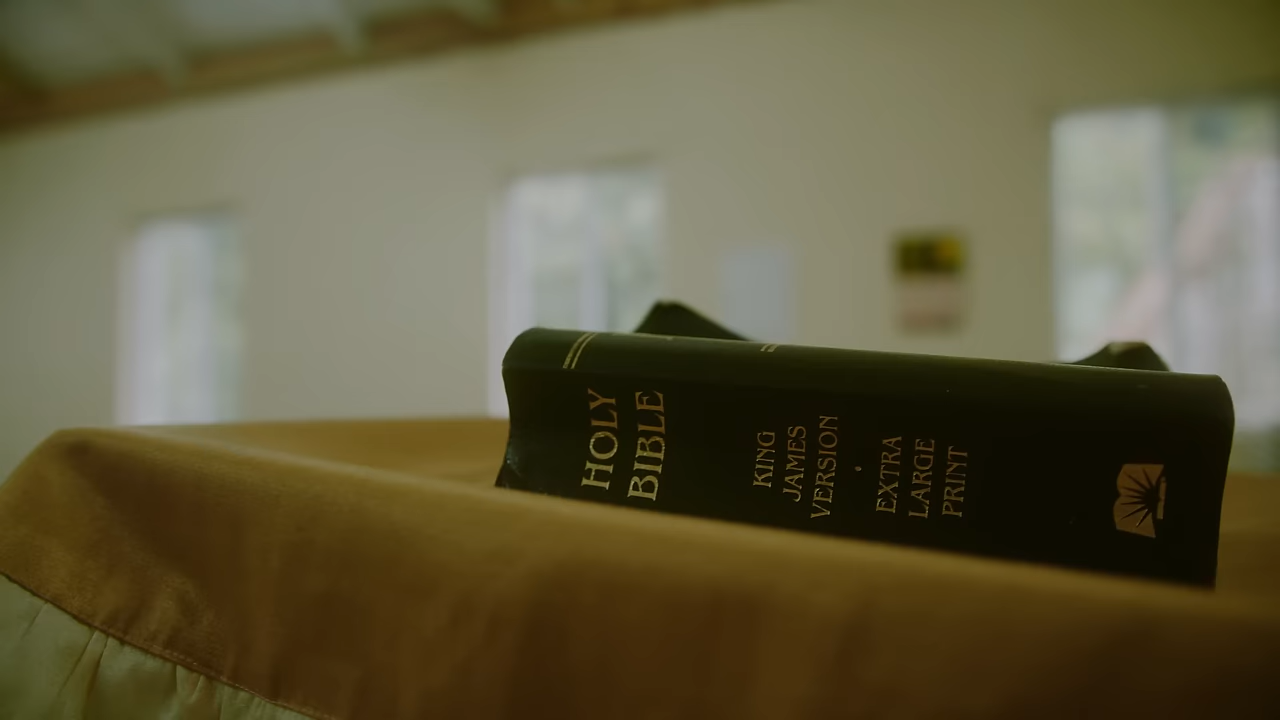 HOLY
BIBLE
KING
JAMES
VERSION
EXTRA
LARGE
PRINT